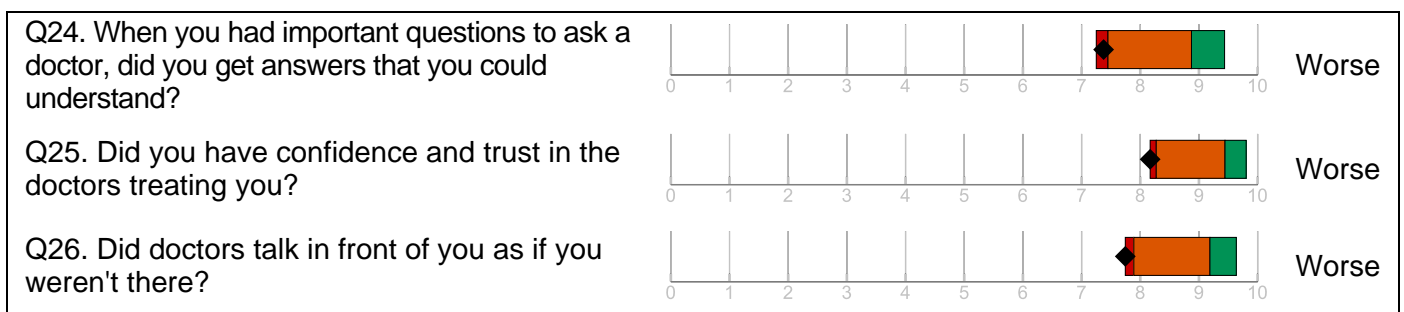 Q24. When you had important questions to ask a
doctor, did you get answers that you could
understand?
Worse
0 1 2 3 4 5 6 7 8 9 10
Q25. Did you have confidence and trust in the
doctors treating you?
Worse
0 1 2 3 4 5 6 7 8 9 10
Q26. Did doctors talk in front of you as if you
weren't there?
Worse
0 1 2 3 4 5 6 7 8 9 10